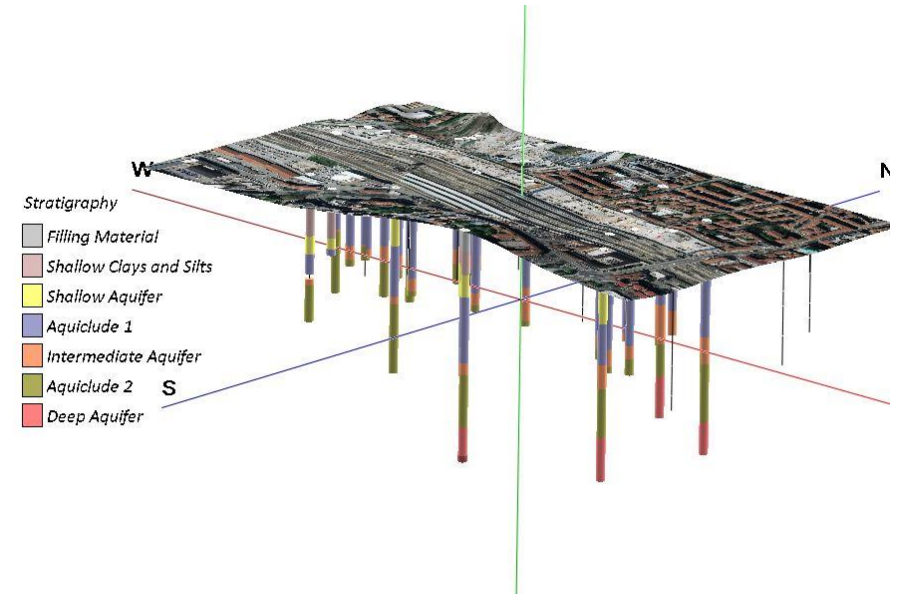 W
N
Stratigraphy
Filling Material
Shallow Clays and Silts
Shallow Aquifer
Aquiclude 1
Intermediate Aquifer
Aquiclude 2
S
Deep Aquifer